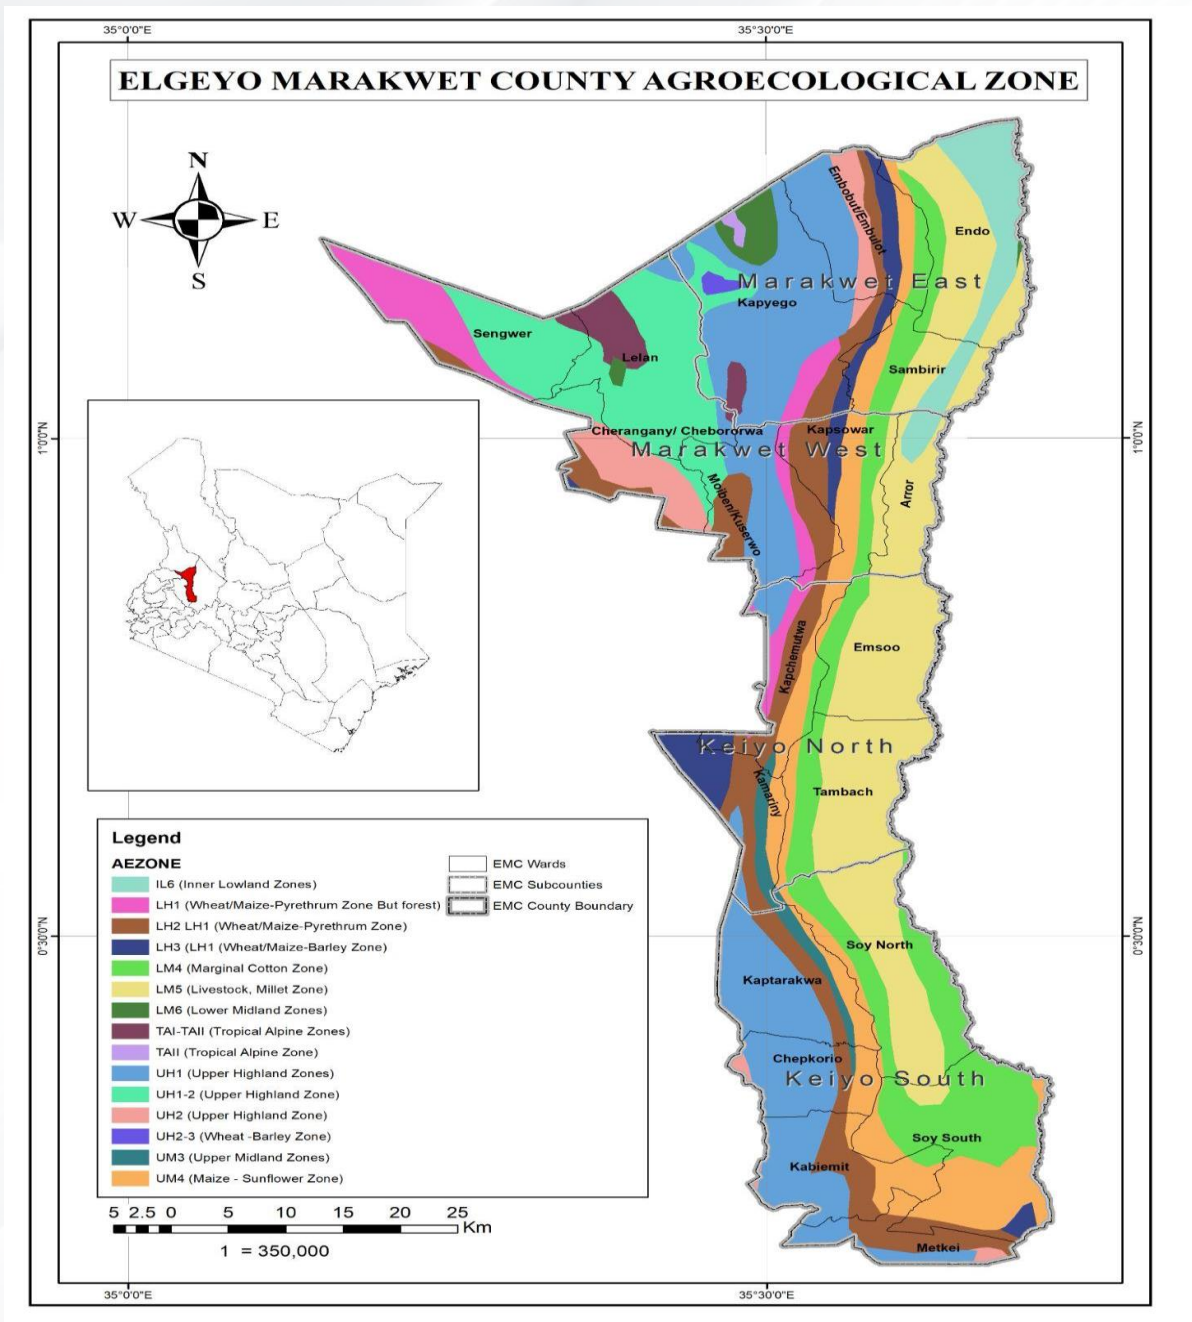 35°0'0"E
35°30'0"E
ELGEYO MARAKWET COUNTY AGROECOLOGICAL ZONE
N
W
E
S
Embobut/Embulot
Endo
Marakwet East
Kapyego
Sengwer
Lelan
Sambirir
Cherangany/ Chebororwa
Kapsowar
Marakwet West
1°0'0"N
1°0'0"N
Moiben/Kuserwo
Arror
Kapchemutwa
Emsoo
Keiyo North
Kamariny
Tambach
Soy North
0°30'0"N
0°30'0"N
Kaptarakwa
Chepkorio
Keiyo South
Soy South
Kabiemit
Metkei
Legend
AEZONE
IL6 (Inner Lowland Zones)
LH1 (Wheat/Maize-Pyrethrum Zone But forest)
LH2 LH1 (Wheat/Maize-Pyrethrum Zone)
LH3 (LH1 (Wheat/Maize-Barley Zone)
LM4 (Marginal Cotton Zone)
LM5 (Livestock, Millet Zone)
LM6 (Lower Midland Zones)
TAI-TAII (Tropical Alpine Zones)
TAII (Tropical Alpine Zone)
UH1 (Upper Highland Zones)
UH1-2 (Upper Highland Zone)
UH2 (Upper Highland Zone)
UH2-3 (Wheat -Barley Zone)
UM3 (Upper Midland Zones)
UM4 (Maize - Sunflower Zone)
EMC Wards
EMC Subcounties
EMC County Boundary
5 2.5 0 5 10 15 20 25
Km
1 = 350,000
35°0'0"E
35°30'0"E